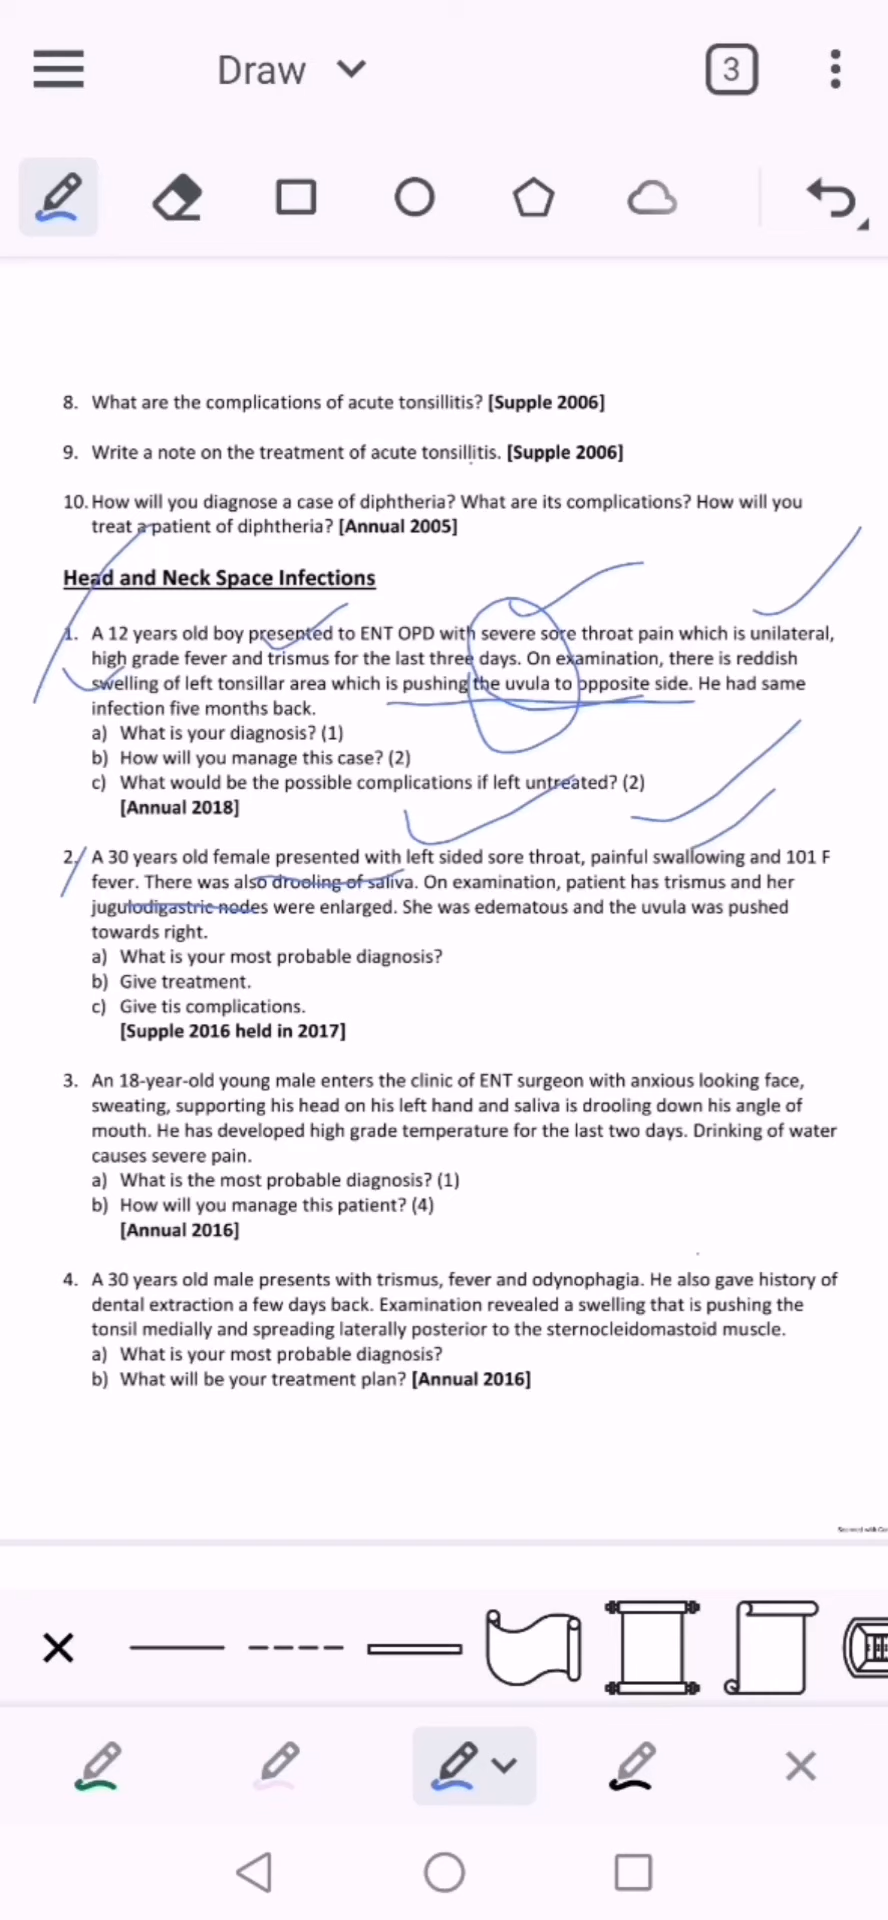 Draw
3
8. What are the complications of acute tonsillitis? [Supple 2006]
9. Write a note on the treatment of acute tonsillitis. [Supple 2006]
10. How will you diagnose a case of diphtheria? What are its complications? How will you
treat a patient of diphtheria? [Annual 2005]
Head and Neck Space Infections
1. A 12 years old boy presented to ENT OPD with severe sore throat pain which is unilateral,
high grade fever and trismus for the last three days. On examination, there is reddish
swelling of left tonsillar area which is pushing the uvula to opposite side. He had same
infection five months back.
a) What is your diagnosis? (1)
b) How will you manage this case? (2)
c) What would be the possible complications if left untreated? (2)
[Annual 2018]
2. A 30 years old female presented with left sided sore throat, painful swallowing and 101 F
fever. There was also drooling of saliva. On examination, patient has trismus and her
jugulodigastric nodes were enlarged. She was edematous and the uvula was pushed
towards right.
a) What is your most probable diagnosis?
b) Give treatment.
c) Give tis complications.
[Supple 2016 held in 2017]
3. An 18-year-old young male enters the clinic of ENT surgeon with anxious looking face,
sweating, supporting his head on his left hand and saliva is drooling down his angle of
mouth. He has developed high grade temperature for the last two days. Drinking of water
causes severe pain.
a) What is the most probable diagnosis? (1)
b) How will you manage this patient? (4)
[Annual 2016]
4. A 30 years old male presents with trismus, fever and odynophagia. He also gave history of
dental extraction a few days back. Examination revealed a swelling that is pushing the
tonsil medially and spreading laterally posterior to the sternocleidomastoid muscle.
a) What is your most probable diagnosis?
b) What will be your treatment plan? [Annual 2016]